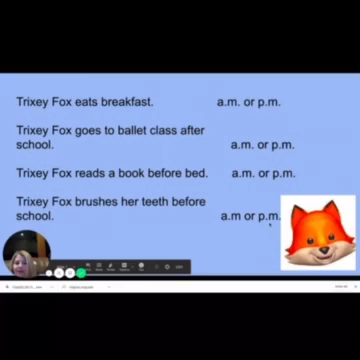 Trixey Fox eats breakfast. a.m. or p.m.
Trixey Fox goes to ballet class after
school. a.m. or p.m.
Trixey Fox reads a book before bed. a.m. or p.m.
Trixey Fox brushes her teeth before
school. a.m or p.m.